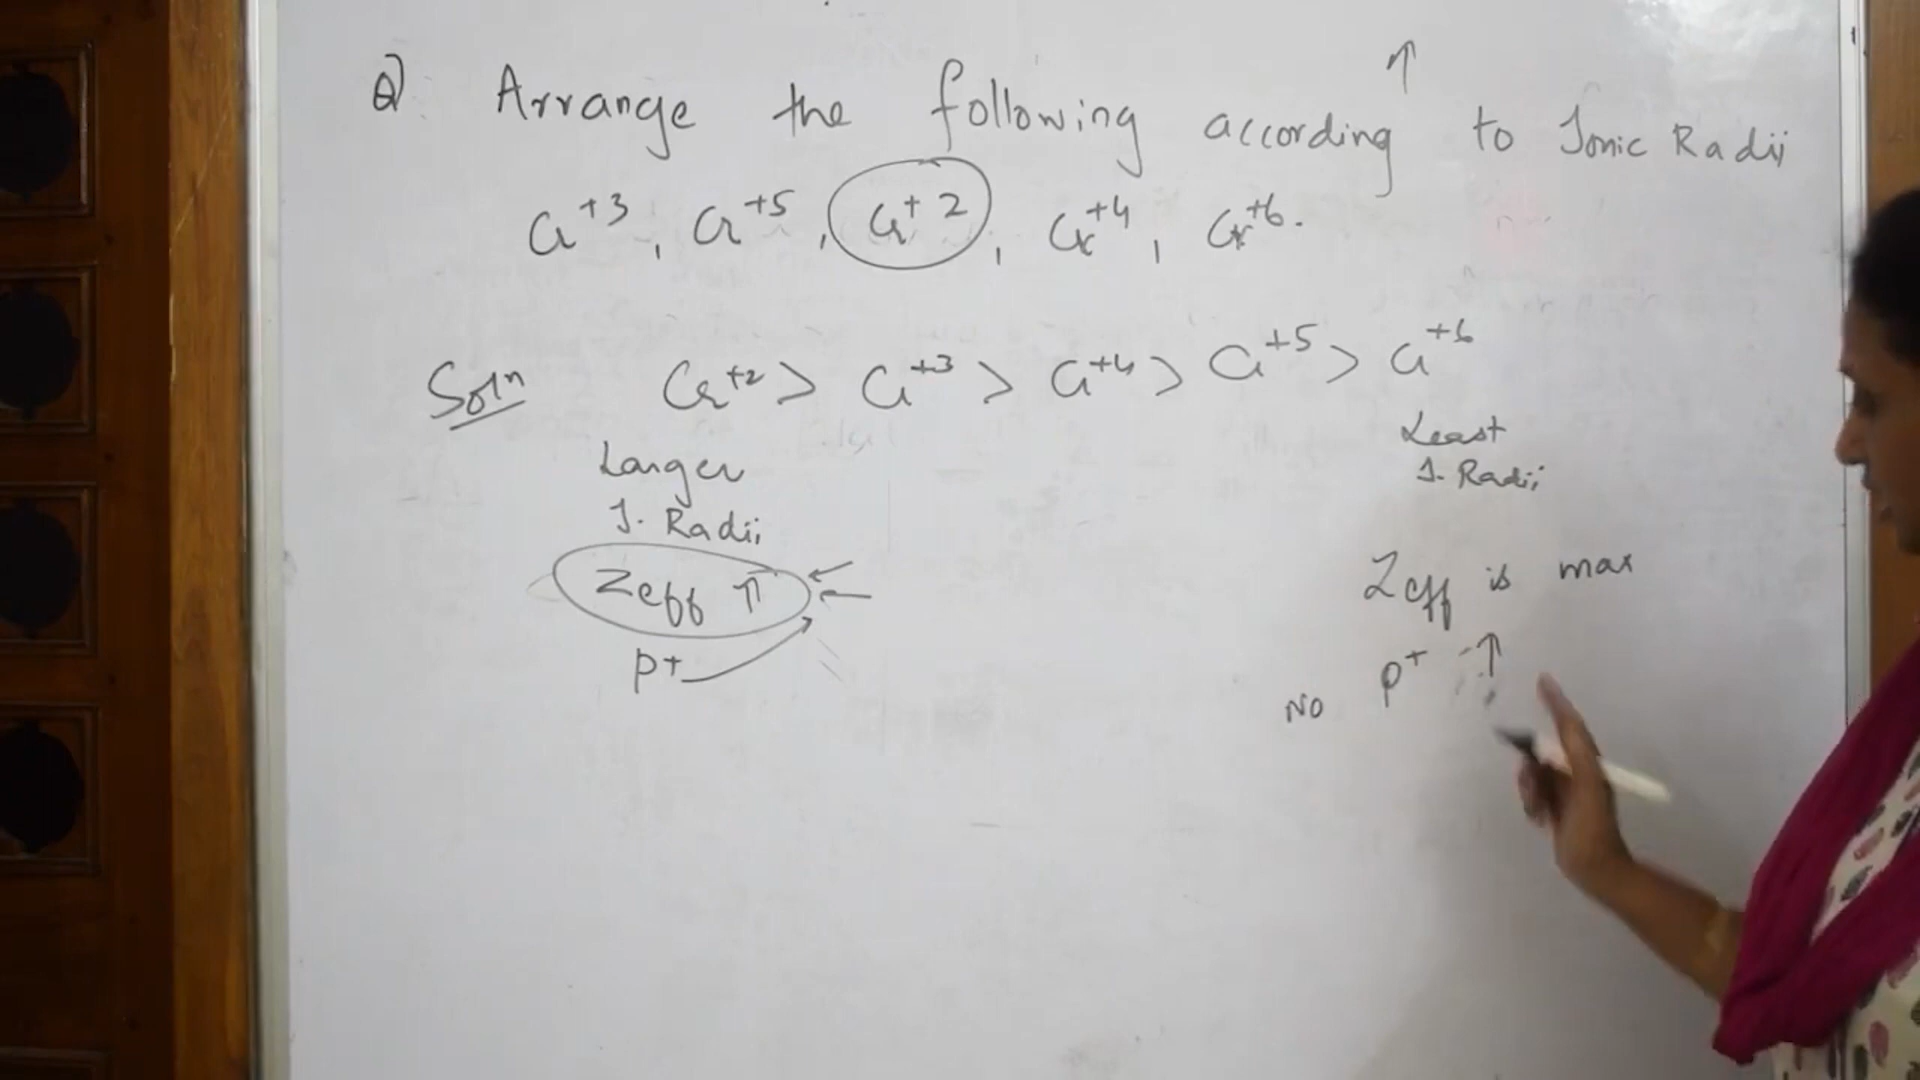 Q Arrange the following according ↑ to Ionic Radii
Cr+3, Cr+5, Cr+2, Cr+4, Cr+6.
Soln Cr+2 > Cr+3 > Cr+4 > Cr+5 > Cr+6
Larger
I. Radii
Least
I. Radii
Zeff ↑
p+
Zeff is max
No p+ ↑